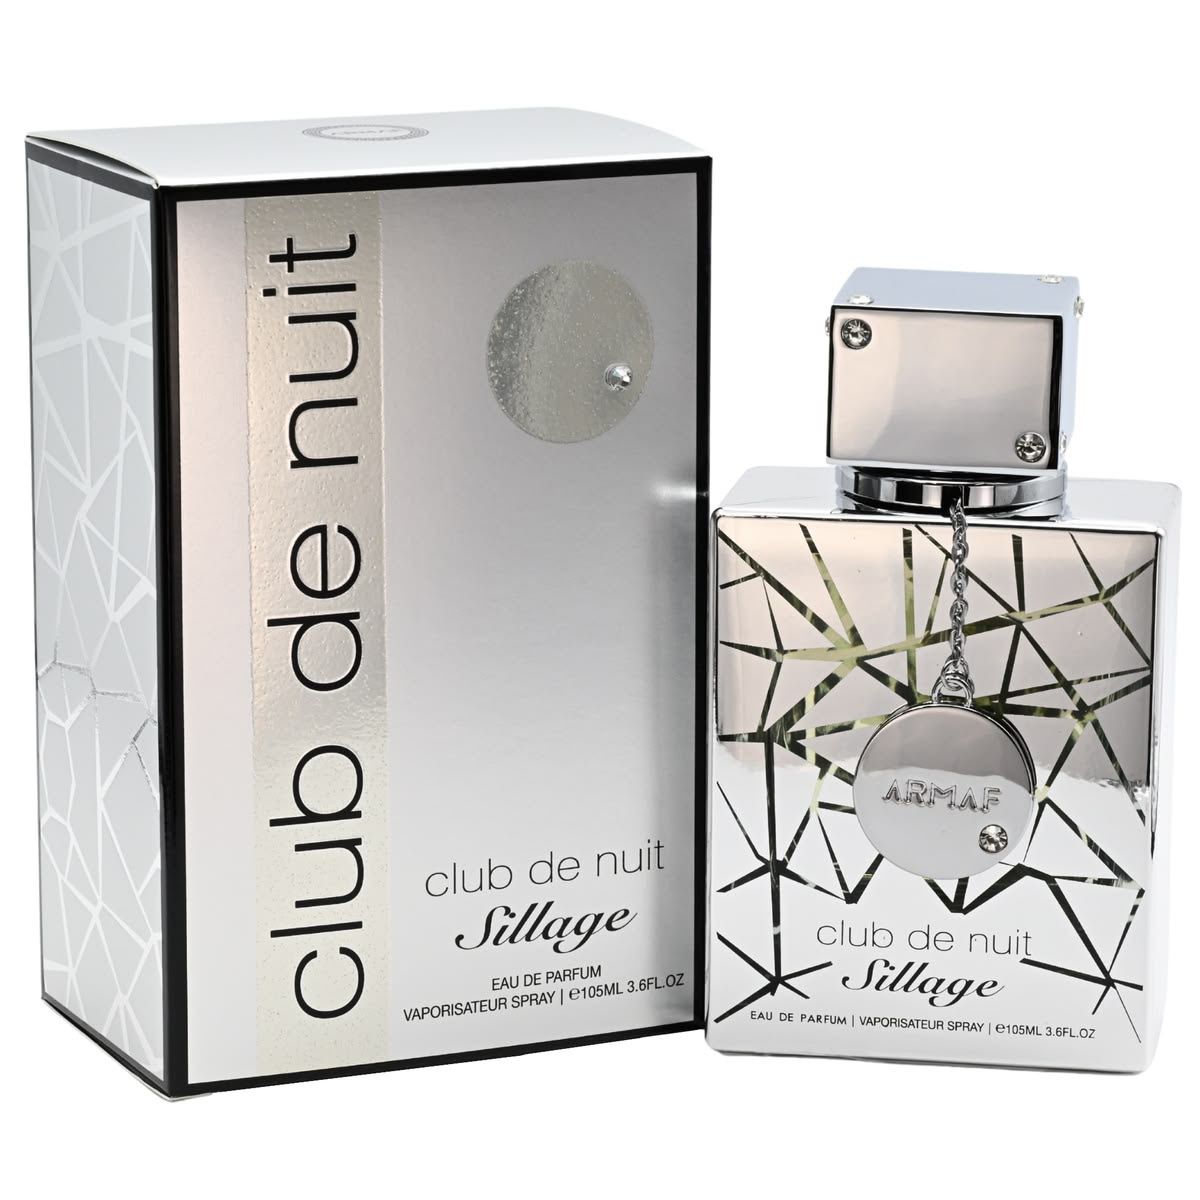 ARMAF
club de nuit
club de nuit
Sillage
EAU DE PARFUM
VAPORISATEUR SPRAY | ℮105ML 3.6FL.OZ
ARMAF
club de nuit
Sillage
EAU DE PARFUM | VAPORISATEUR SPRAY | ℮105ML 3.6FL.OZ